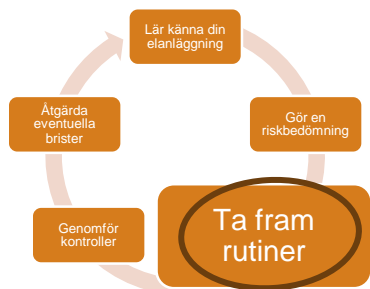 Lär känna din
elanläggning
Gör en
riskbedömning
Ta fram
rutiner
Genomför
kontroller
Åtgärda
eventuella
brister